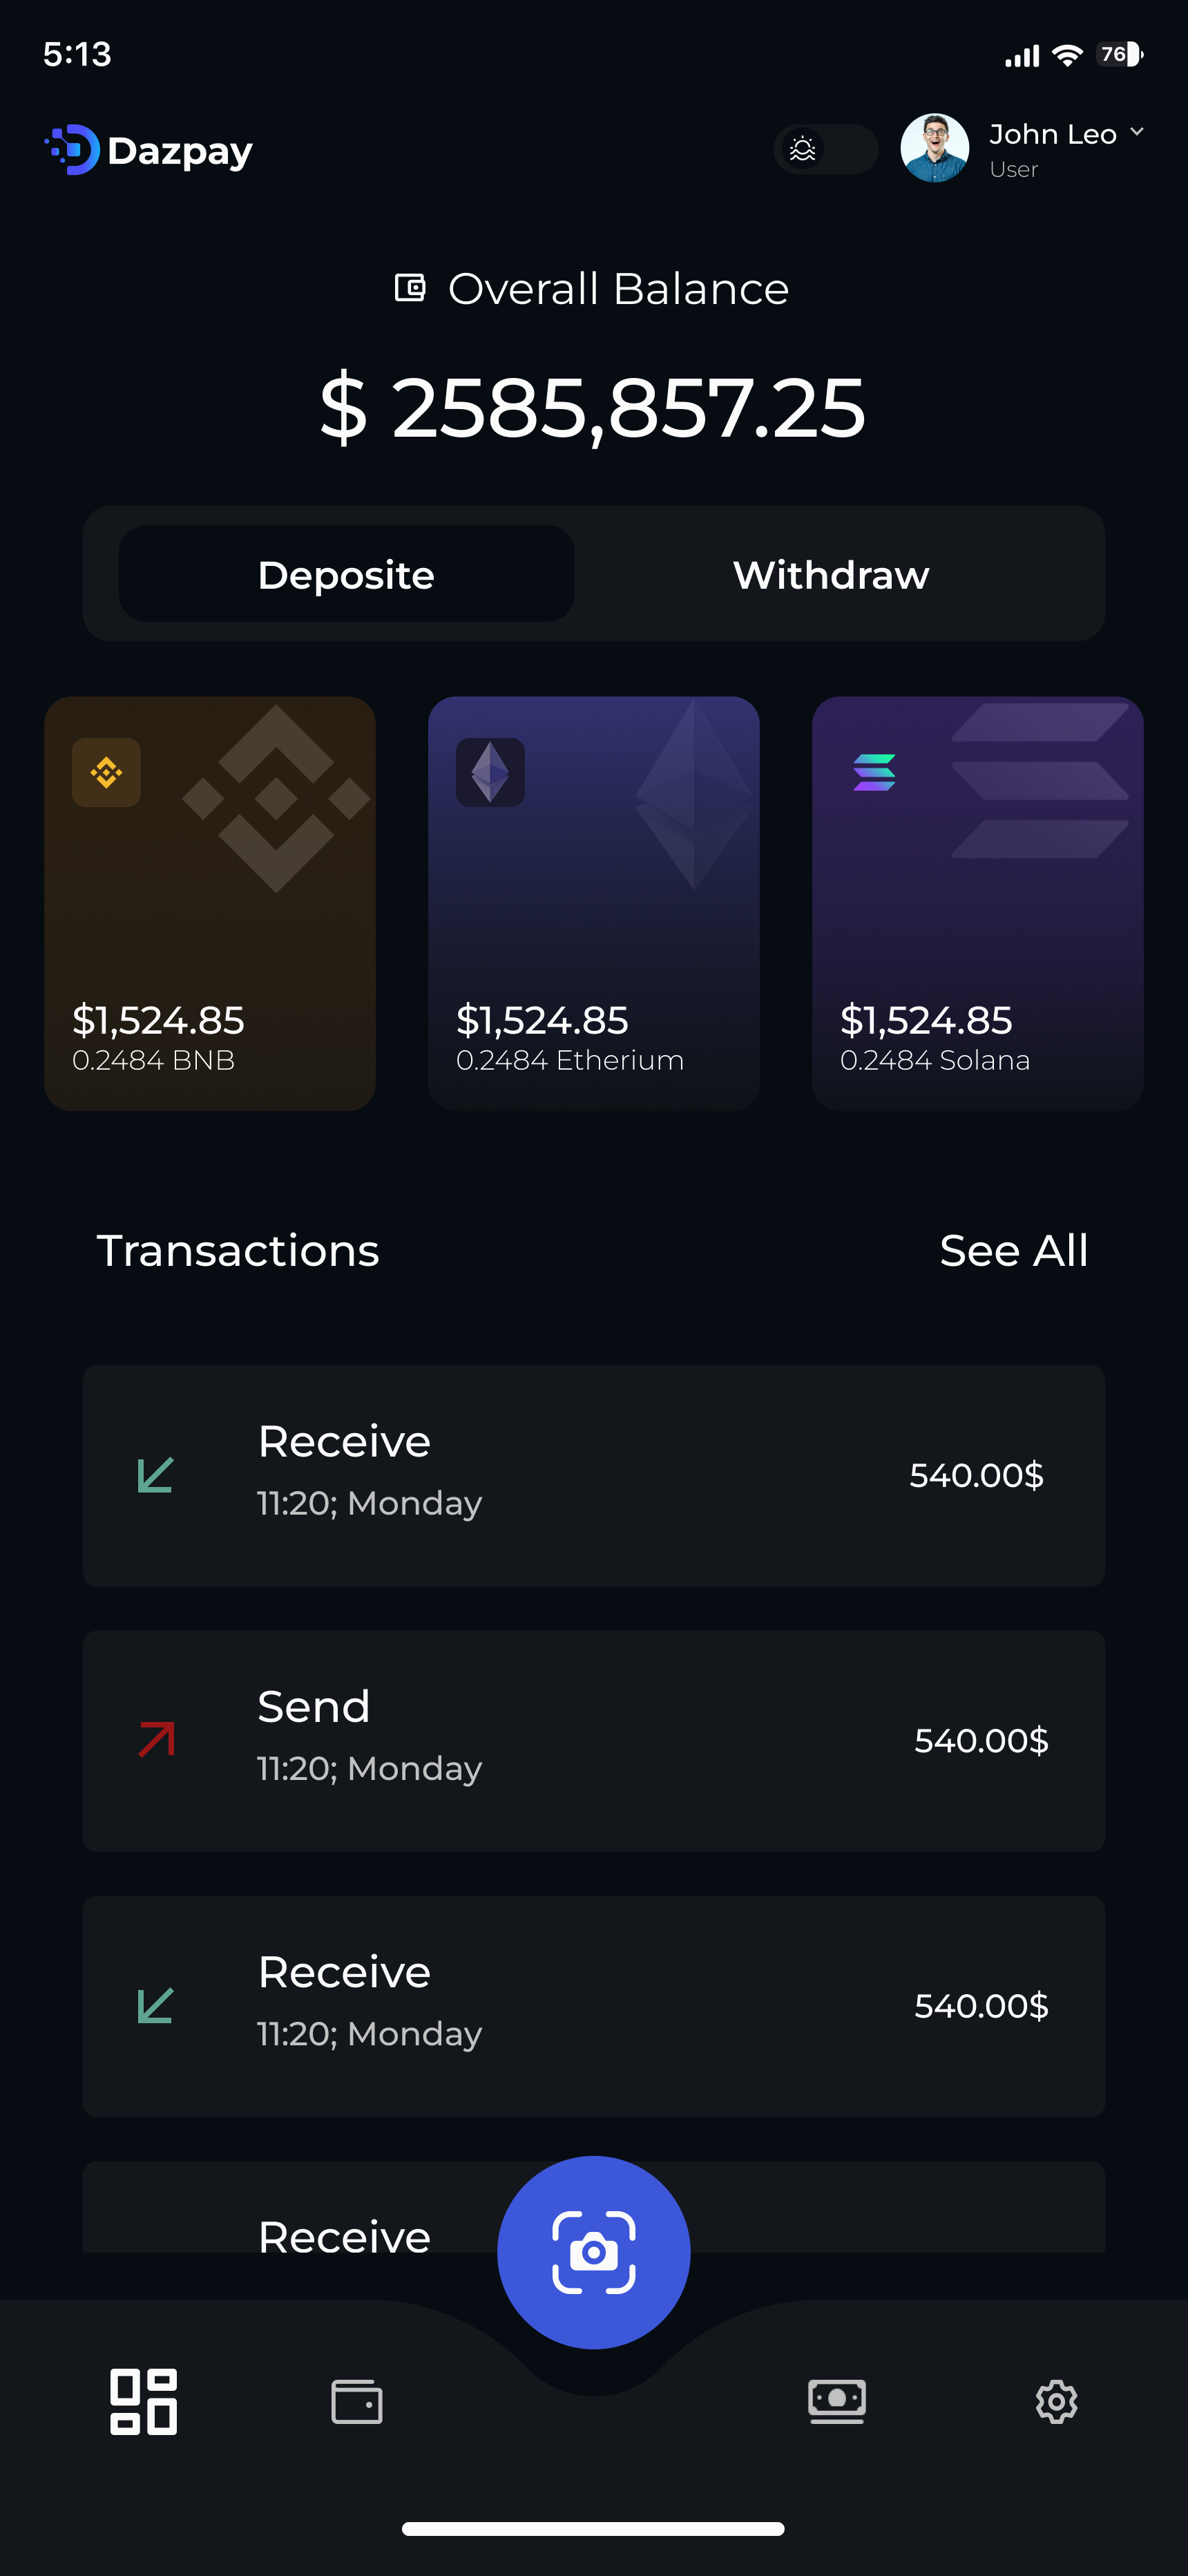 5:13
76
Dazpay
John Leo
User
Overall Balance
$ 2585,857.25
Deposite
Withdraw
$1,524.85
0.2484 BNB
$1,524.85
0.2484 Etherium
$1,524.85
0.2484 Solana
Transactions
See All
Receive
11:20; Monday
540.00$
Send
11:20; Monday
540.00$
Receive
11:20; Monday
540.00$
Receive